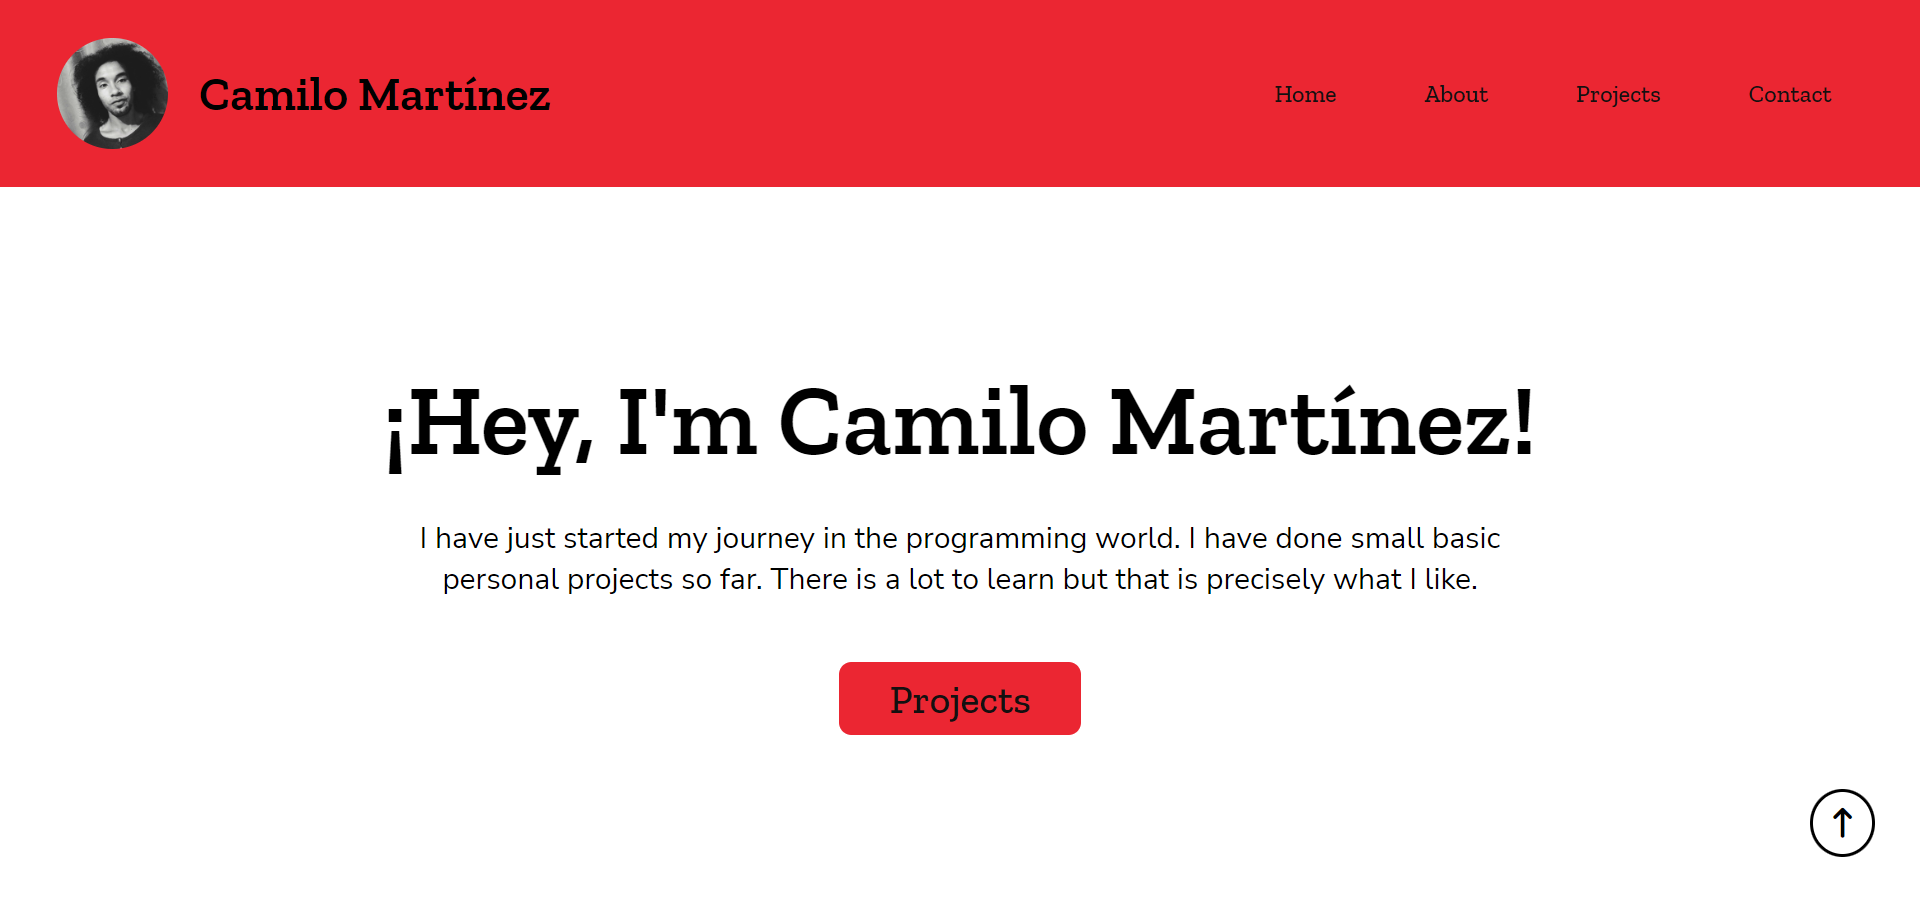 Camilo Martínez
Home
About
Projects
Contact
¡Hey, I'm Camilo Martínez!
I have just started my journey in the programming world. I have done small basic
personal projects so far. There is a lot to learn but that is precisely what I like.
Projects